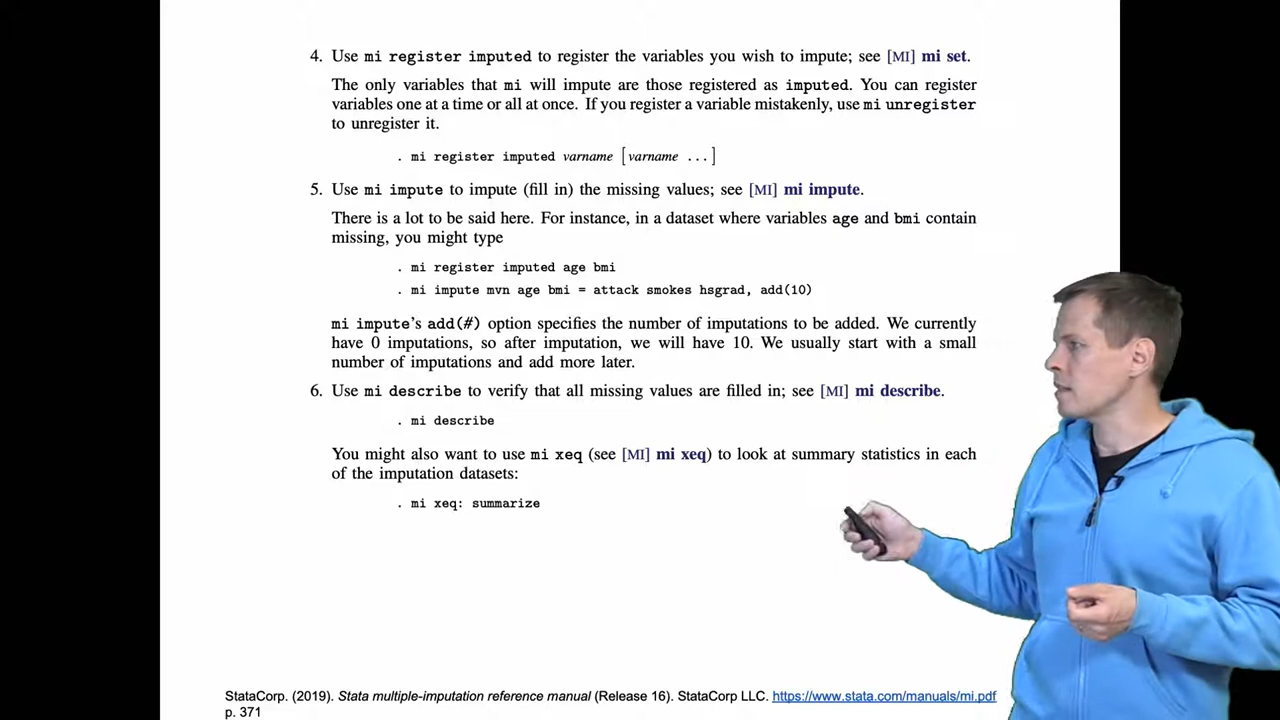 4. Use mi register imputed to register the variables you wish to impute; see [MI] mi set.
The only variables that mi will impute are those registered as imputed. You can register
variables one at a time or all at once. If you register a variable mistakenly, use mi unregister
to unregister it.
. mi register imputed varname [varname ...]
5. Use mi impute to impute (fill in) the missing values; see [MI] mi impute.
There is a lot to be said here. For instance, in a dataset where variables age and bmi contain
missing, you might type
. mi register imputed age bmi
. mi impute mvn age bmi = attack smokes hsgrad, add(10)
mi impute's add(#) option specifies the number of imputations to be added. We currently
have 0 imputations, so after imputation, we will have 10. We usually start with a small
number of imputations and add more later.
6. Use mi describe to verify that all missing values are filled in; see [MI] mi describe.
. mi describe
You might also want to use mi xeq (see [MI] mi xeq) to look at summary statistics in each
of the imputation datasets:
. mi xeq: summarize
StataCorp. (2019). Stata multiple-imputation reference manual (Release 16). StataCorp LLC. https://www.stata.com/manuals/mi.pdf
p. 371